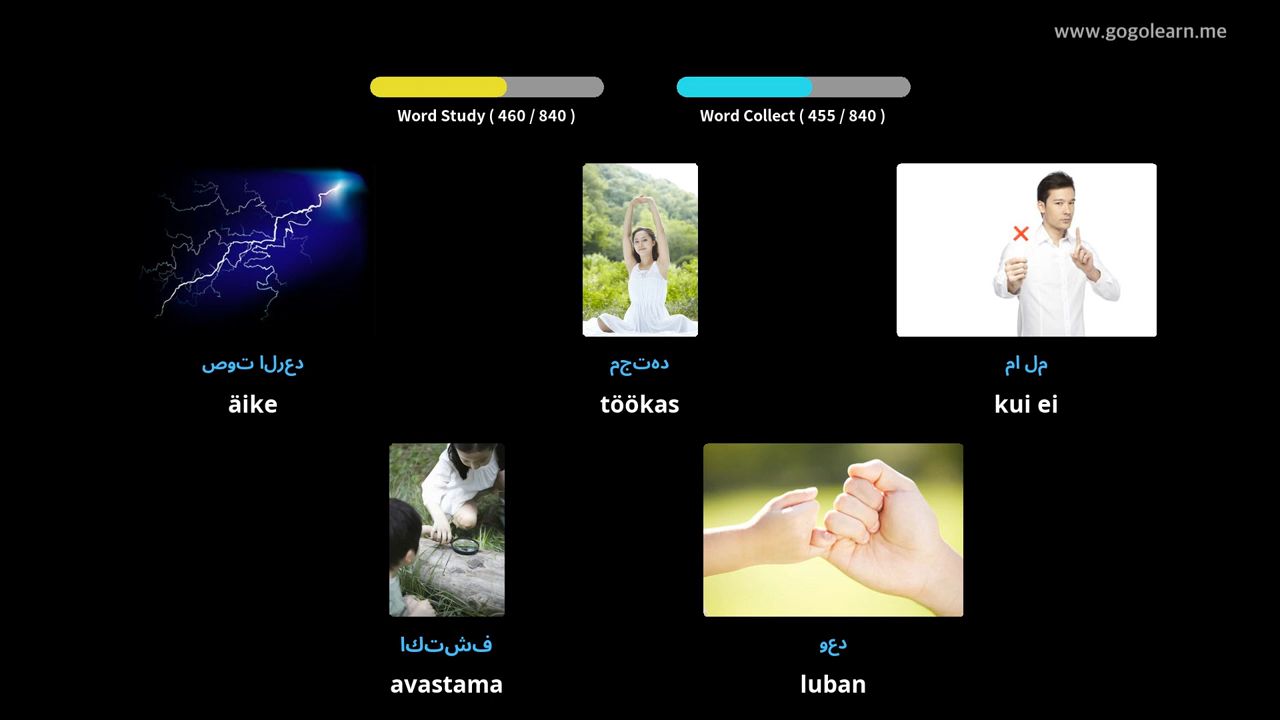 www.gogolearn.me
Word Study ( 460 / 840 )
Word Collect ( 455 / 840 )
صوت الرعد
مجتهد
ما لم
äike
töökas
kui ei
اكتشف
وعد
avastama
luban